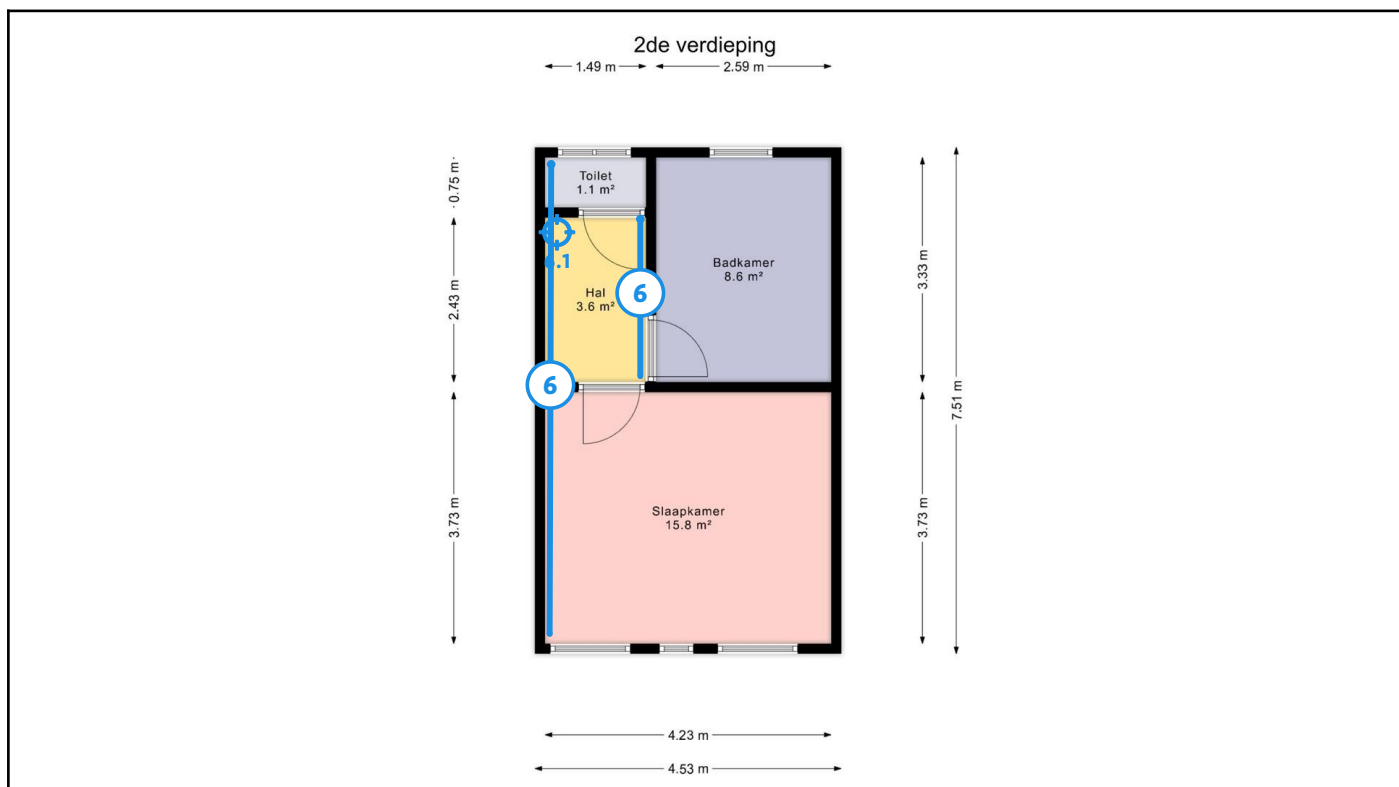 2de verdieping
1.49 m
2.59 m
0.75 m
Toilet
1.1 m²
2.43 m
.1
Hal
3.6 m²
6
Badkamer
8.6 m²
3.33 m
6
7.51 m
3.73 m
Slaapkamer
15.8 m²
3.73 m
4.23 m
4.53 m